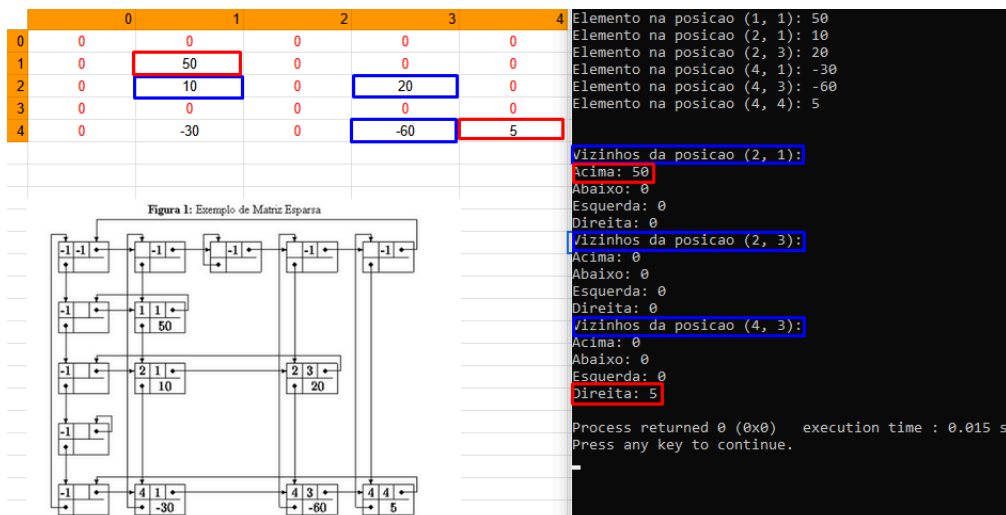 0 1 2 3 4
0 0 0 0 0 0
1 0 50 0 0 0
2 0 10 0 20 0
3 0 0 0 0 0
4 0 -30 0 -60 5
Figura 1: Exemplo de Matriz Esparsa
-1 -1 -1 -1 -1 -1
-1 1 1
50
-1 2 1 2 3
10 20
-1
-1 4 1 4 3 4 4
-30 -60 5
Elemento na posicao (1, 1): 50
Elemento na posicao (2, 1): 10
Elemento na posicao (2, 3): 20
Elemento na posicao (4, 1): -30
Elemento na posicao (4, 3): -60
Elemento na posicao (4, 4): 5
Vizinhos da posicao (2, 1):
Acima: 50
Abaixo: 0
Esquerda: 0
Direita: 0
Vizinhos da posicao (2, 3):
Acima: 0
Abaixo: 0
Esquerda: 0
Direita: 0
Vizinhos da posicao (4, 3):
Acima: 0
Abaixo: 0
Esquerda: 0
Direita: 5
Process returned 0 (0x0) execution time : 0.015 s
Press any key to continue.